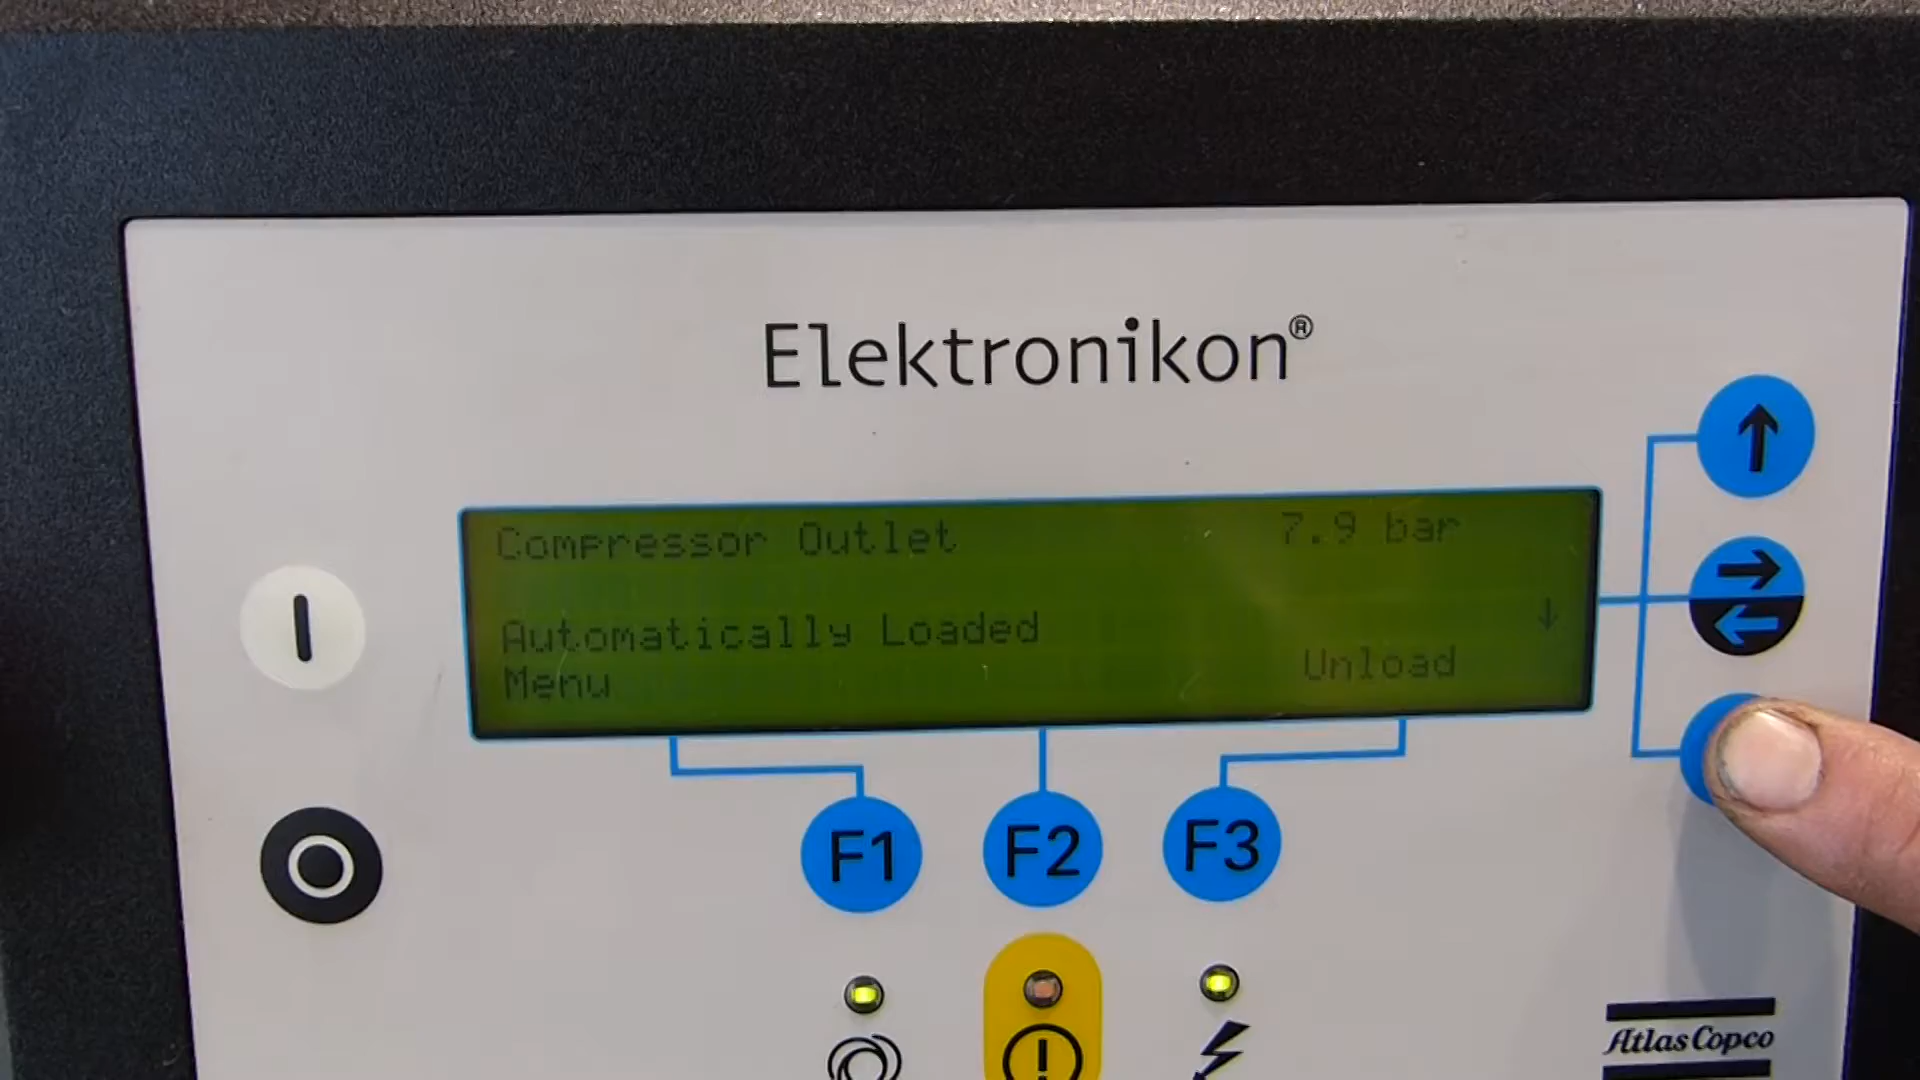 Elektronikon®
Compressor Outlet 7.9 bar
Automatically Loaded ↓
Menu Unload
F1 F2 F3
Atlas Copco